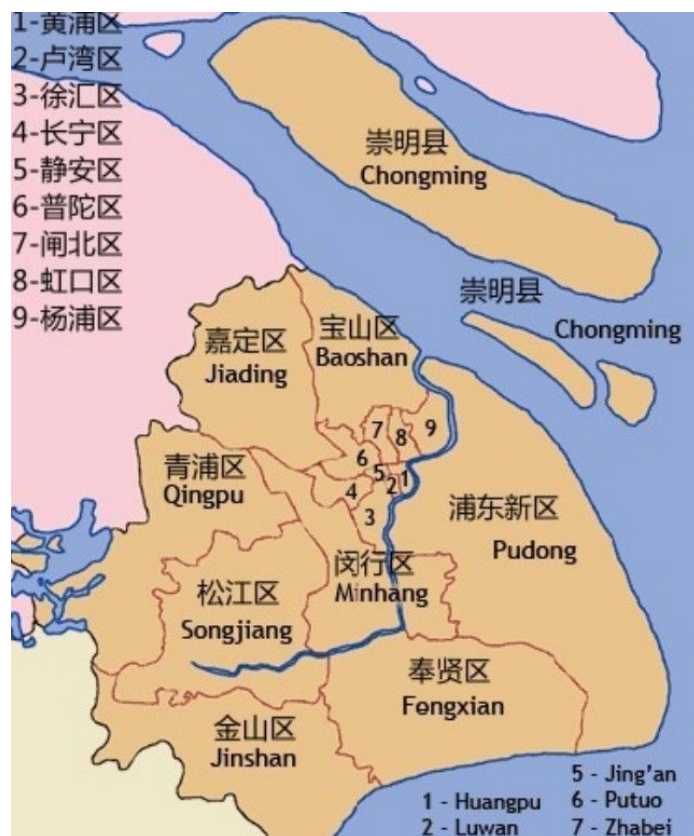 1-黄浦区
2-卢湾区
3-徐汇区
4-长宁区
5-静安区
6-普陀区
7-闸北区
8-虹口区
9-杨浦区
崇明县
Chongming
崇明县
Chongming
嘉定区
Jiading
宝山区
Baoshan
7
8
9
6
5
1
2
4
3
青浦区
Qingpu
浦东新区
Pudong
闵行区
Minhang
松江区
Songjiang
奉贤区
Fengxian
金山区
Jinshan
1 - Huangpu
2 - Luwan
5 - Jing'an
6 - Putuo
7 - Zhabei